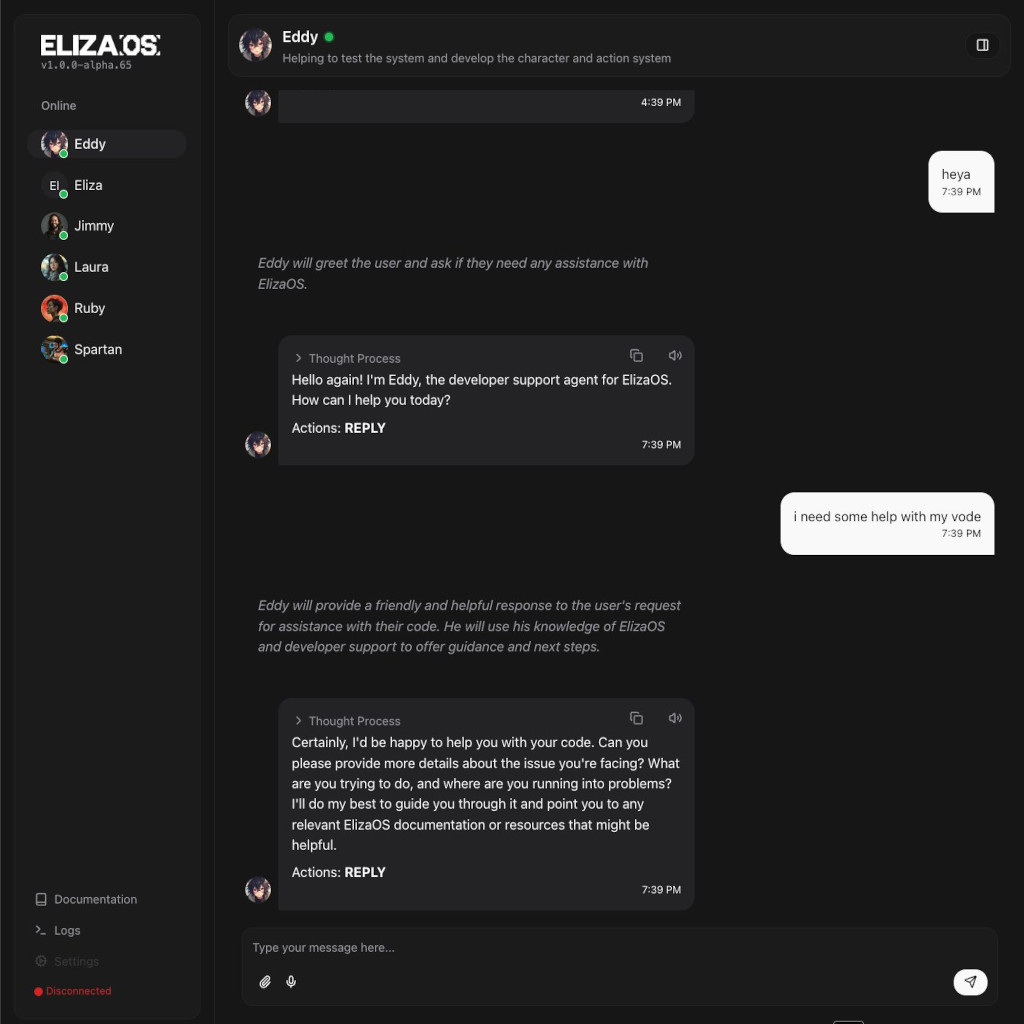 ELIZA OS
v1.0.0-alpha.65
Online
Eddy
El
Eliza
Jimmy
Laura
Ruby
Spartan
Documentation
Logs
Settings
Disconnected
Eddy
Helping to test the system and develop the character and action system
4:39 PM
heya
7:39 PM
Eddy will greet the user and ask if they need any assistance with
ElizaOS.
Thought Process
Hello again! I'm Eddy, the developer support agent for ElizaOS.
How can I help you today?
Actions: REPLY
7:39 PM
i need some help with my vode
7:39 PM
Eddy will provide a friendly and helpful response to the user's request
for assistance with their code. He will use his knowledge of ElizaOS
and developer support to offer guidance and next steps.
Thought Process
Certainly, I'd be happy to help you with your code. Can you
please provide more details about the issue you're facing? What
are you trying to do, and where are you running into problems?
I'll do my best to guide you through it and point you to any
relevant ElizaOS documentation or resources that might be
helpful.
Actions: REPLY
7:39 PM
Type your message here...